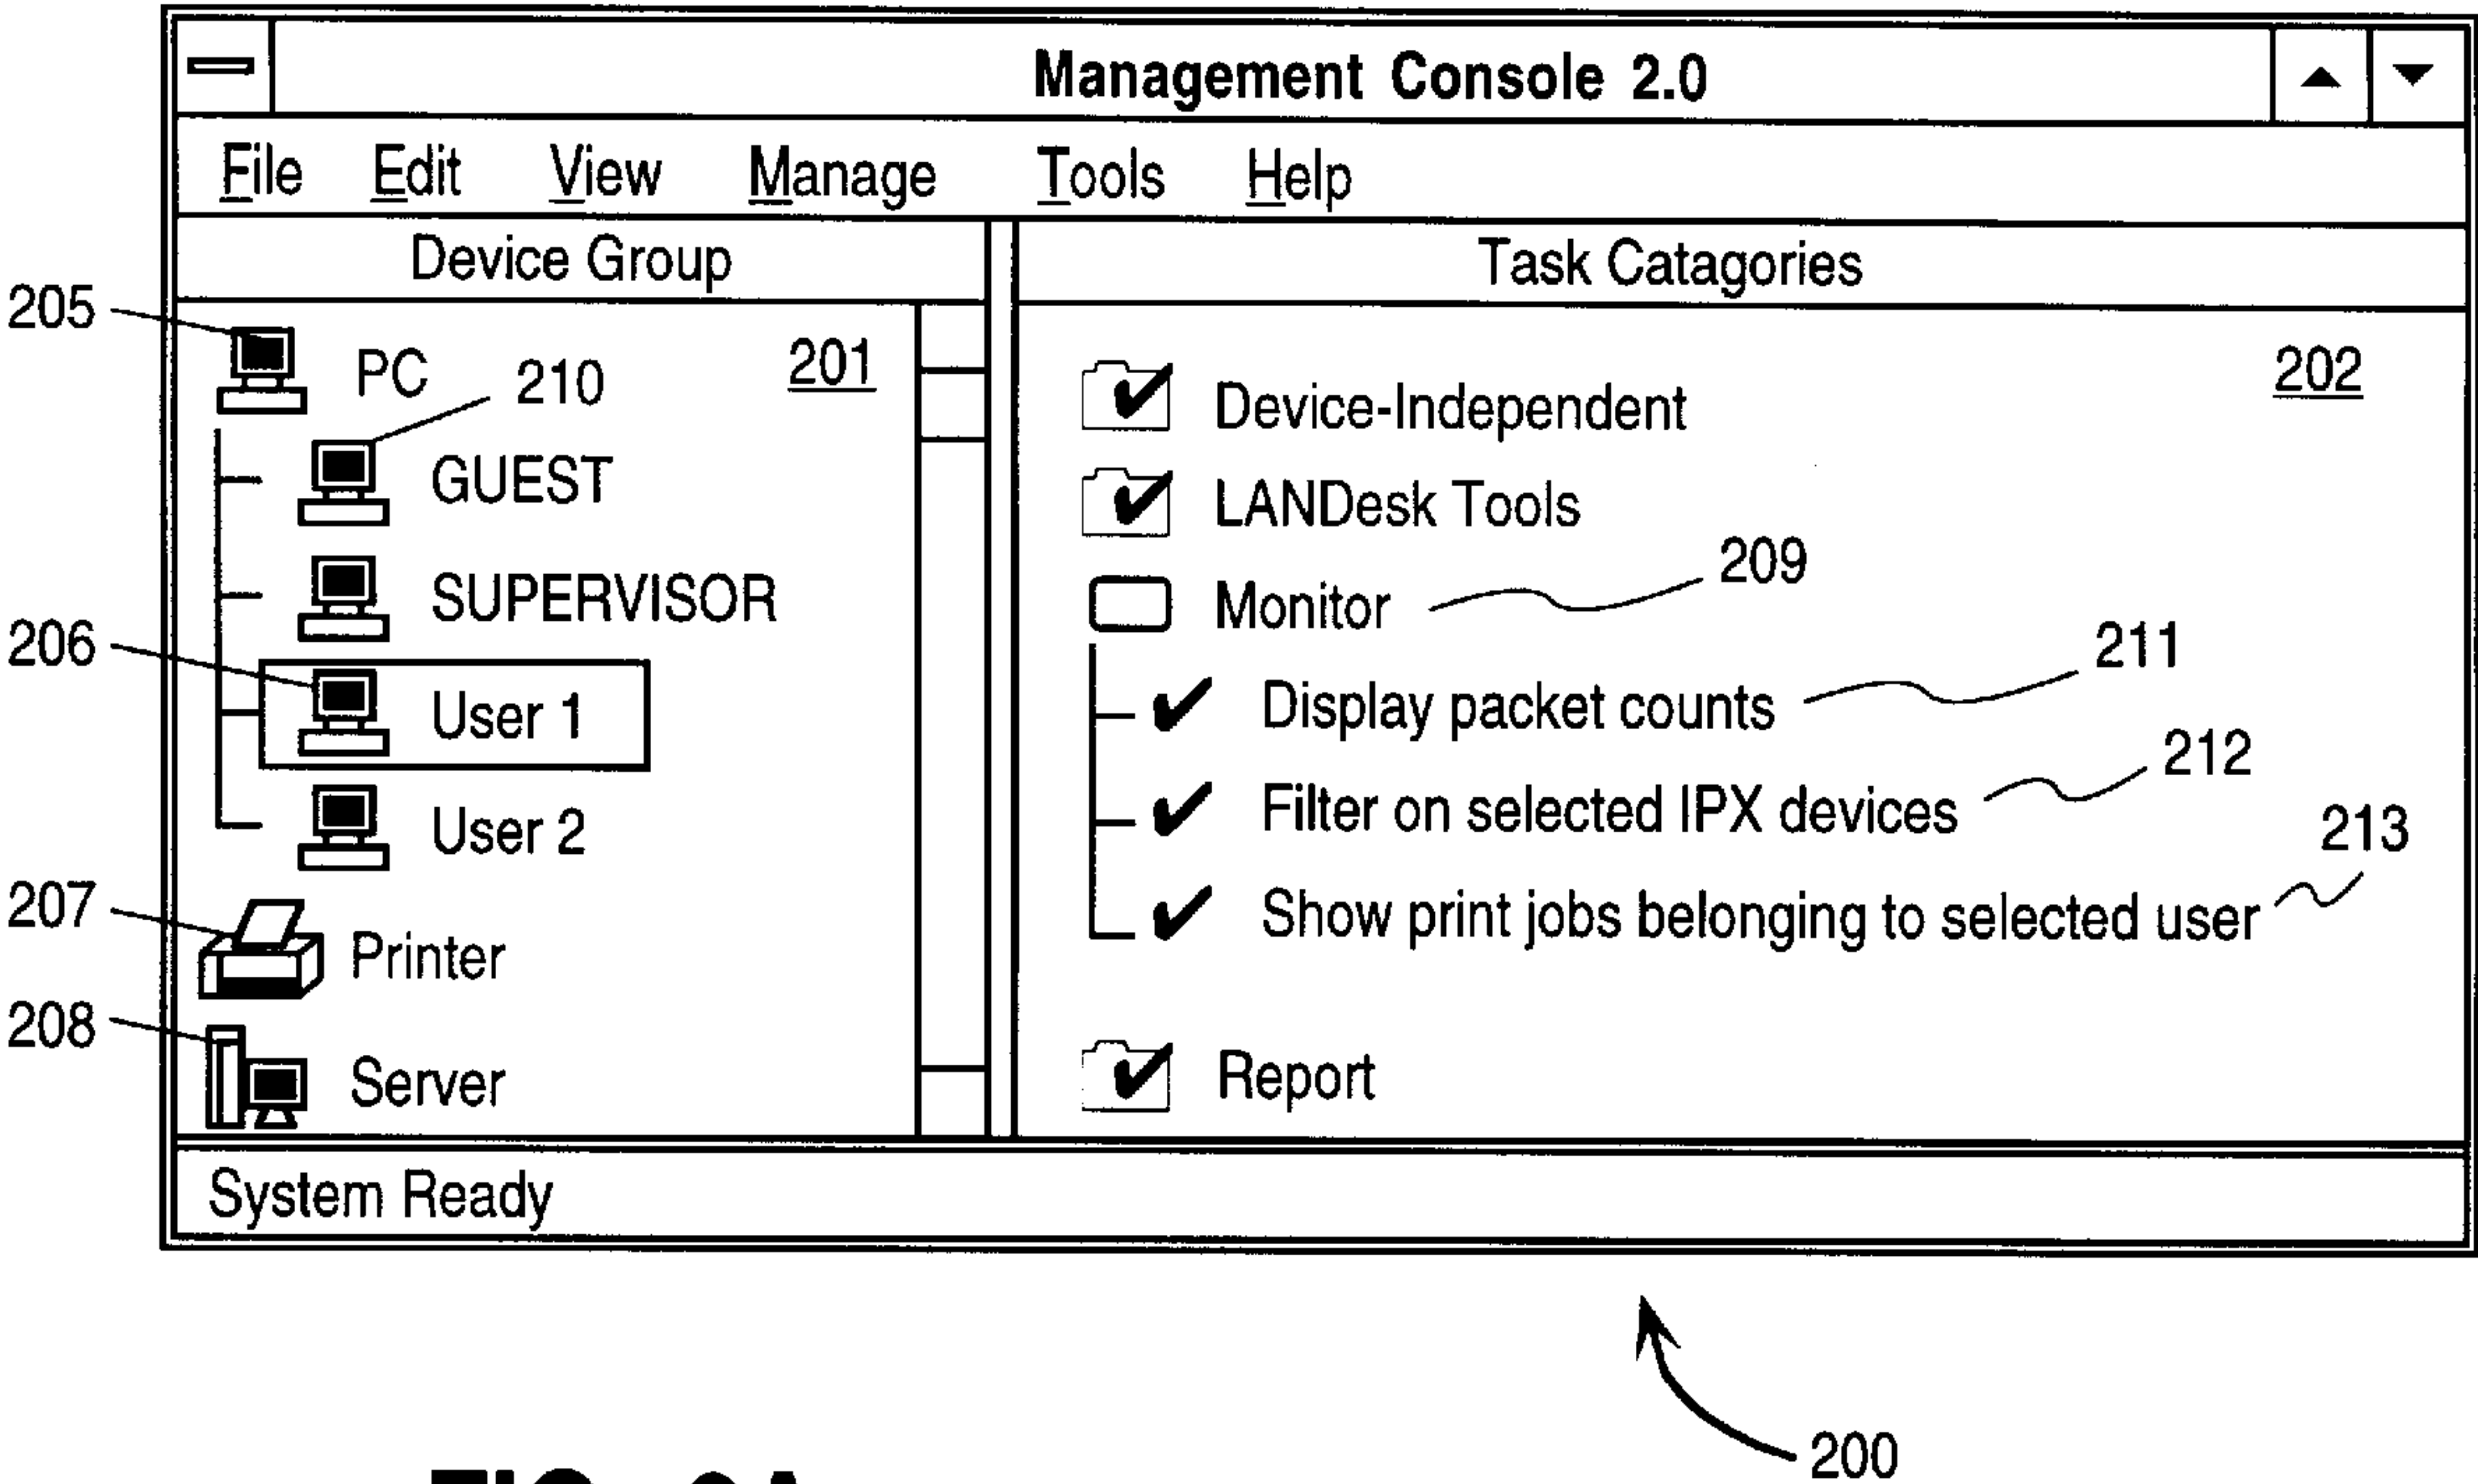 Management Console 2.0
File Edit View Manage Tools Help
Device Group
Task Catagories
205
PC
210
201
GUEST
SUPERVISOR
206
User 1
User 2
207
Printer
208
Server
202
Device-Independent
LANDesk Tools
Monitor
209
Display packet counts
211
Filter on selected IPX devices
212
Show print jobs belonging to selected user
213
Report
System Ready
200